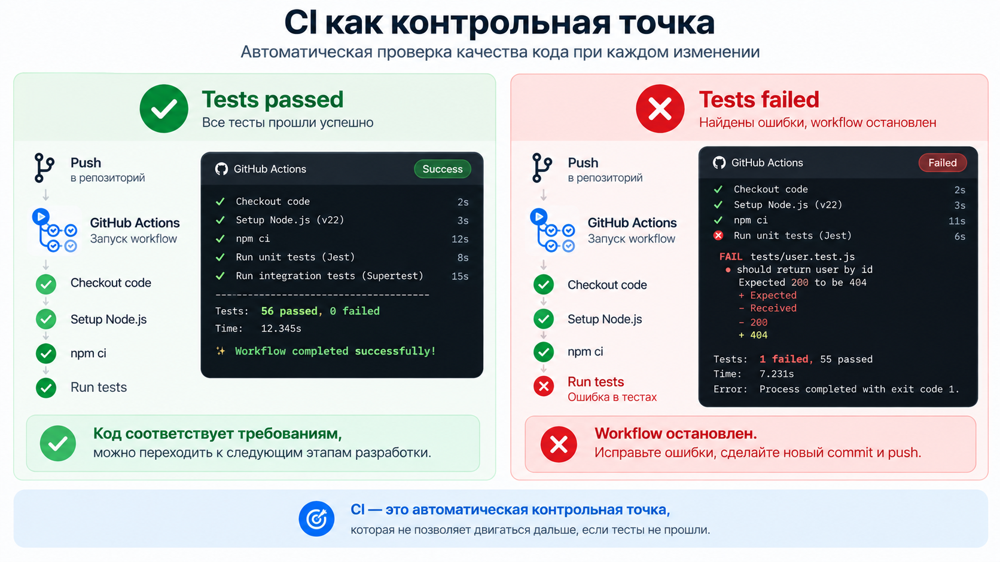 CI как контрольная точка
Автоматическая проверка качества кода при каждом изменении
Tests passed
Все тесты прошли успешно
Push
в репозиторий
GitHub Actions
Запуск workflow
Checkout code
Setup Node.js
npm ci
Run tests
GitHub Actions
Success
Checkout code 2s
Setup Node.js (v22) 3s
npm ci 12s
Run unit tests (Jest) 8s
Run integration tests (Supertest) 15s
-----------------------------------
Tests: 56 passed, 0 failed
Time: 12.345s
✨ Workflow completed successfully!
Код соответствует требованиям,
можно переходить к следующим этапам разработки.
Tests failed
Найдены ошибки, workflow остановлен
Push
в репозиторий
GitHub Actions
Запуск workflow
Checkout code
Setup Node.js
npm ci
Run tests
Ошибка в тестах
GitHub Actions
Failed
Checkout code 2s
Setup Node.js (v22) 3s
npm ci 11s
Run unit tests (Jest) 6s
FAIL tests/user.test.js
• should return user by id
Expected 200 to be 404
+ Expected
- Received
- 200
+ 404
Tests: 1 failed, 55 passed
Time: 7.231s
Error: Process completed with exit code 1.
Workflow остановлен.
Исправьте ошибки, сделайте новый commit и push.
CI — это автоматическая контрольная точка,
которая не позволяет двигаться дальше, если тесты не прошли.